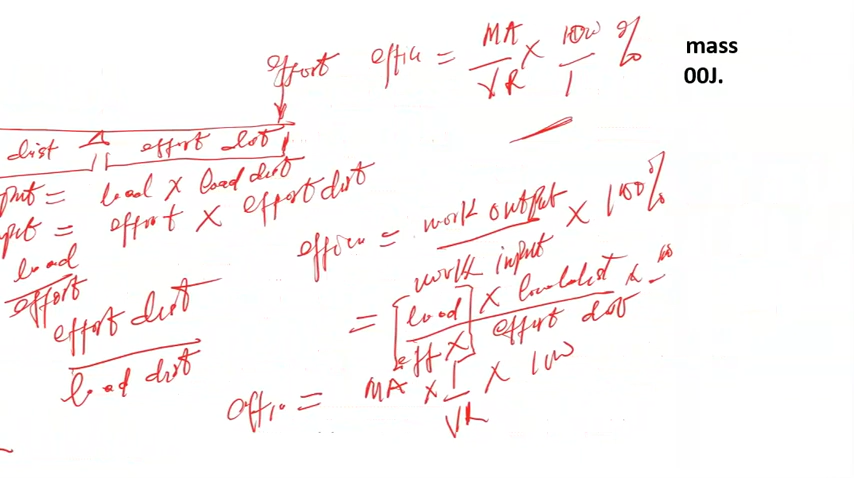 effort effic = MA/VR × 100/1 %
mass
00J.
dist effort dist
put = load × load dist
put = effort × effort dist
load
effort
effort dist
load dist
efficu = work output × 100%
work input
= [load] × load dist × 100
eff × effort dist
MA × 1/VR × 100
effic =